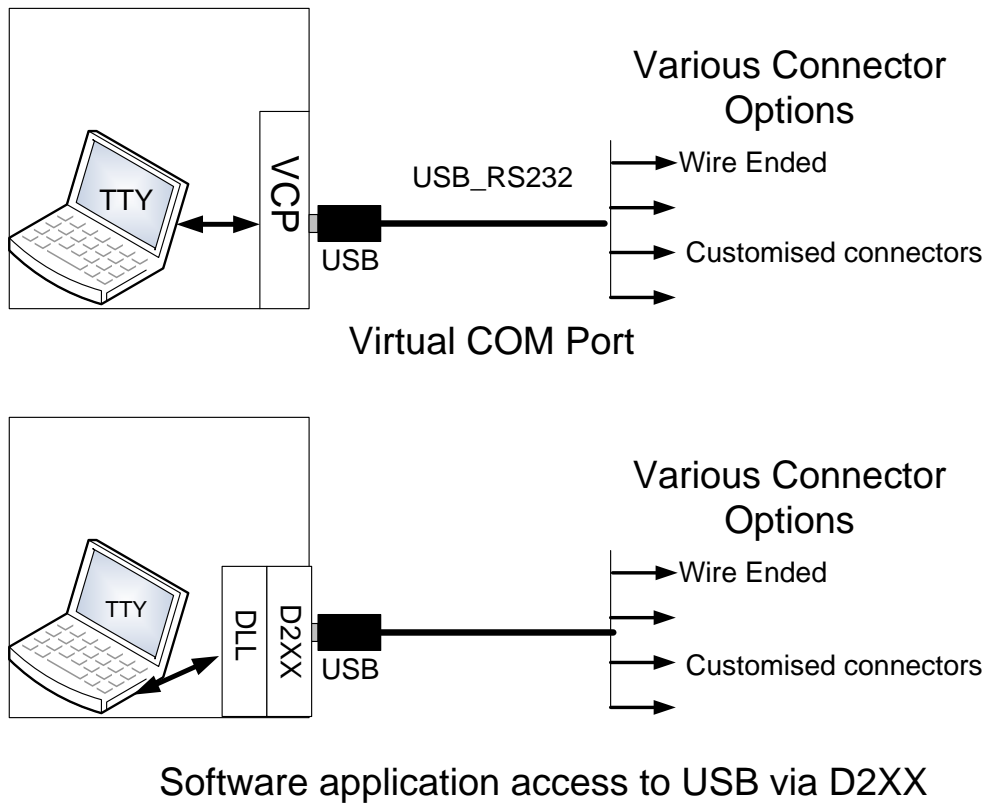 Various Connector
Options
Wire Ended
USB_RS232
TTY
VCP
USB
Customised connectors
Virtual COM Port
Various Connector
Options
Wire Ended
TTY
DLL
D2XX
USB
Customised connectors
Software application access to USB via D2XX